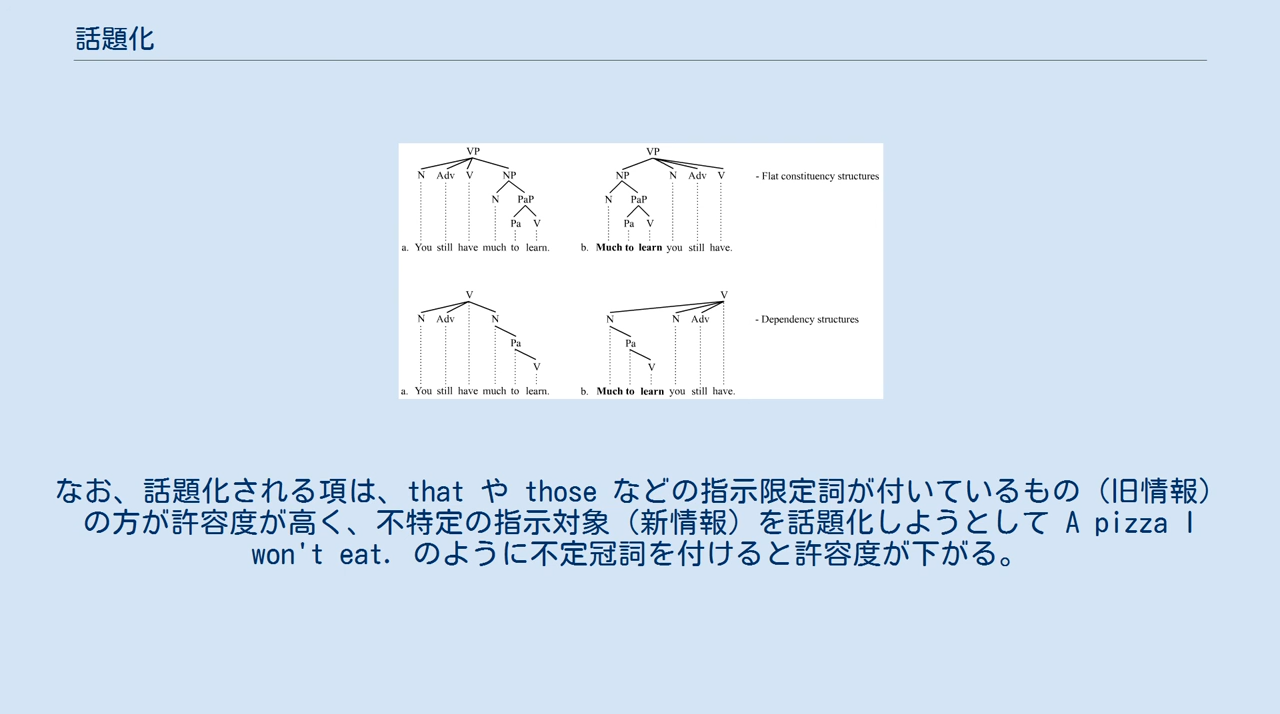 話題化
VP VP
N Adv V NP NP N Adv V - Flat constituency structures
N PaP N PaP
Pa V Pa V
a. You still have much to learn. b. Much to learn you still have.
V V
N Adv N N N Adv - Dependency structures
Pa Pa
V V
a. You still have much to learn. b. Much to learn you still have.
なお、話題化される項は、that や those などの指示限定詞が付いているもの（旧情報）
の方が許容度が高く、不特定の指示対象（新情報）を話題化しようとして A pizza I
won't eat. のように不定冠詞を付けると許容度が下がる。